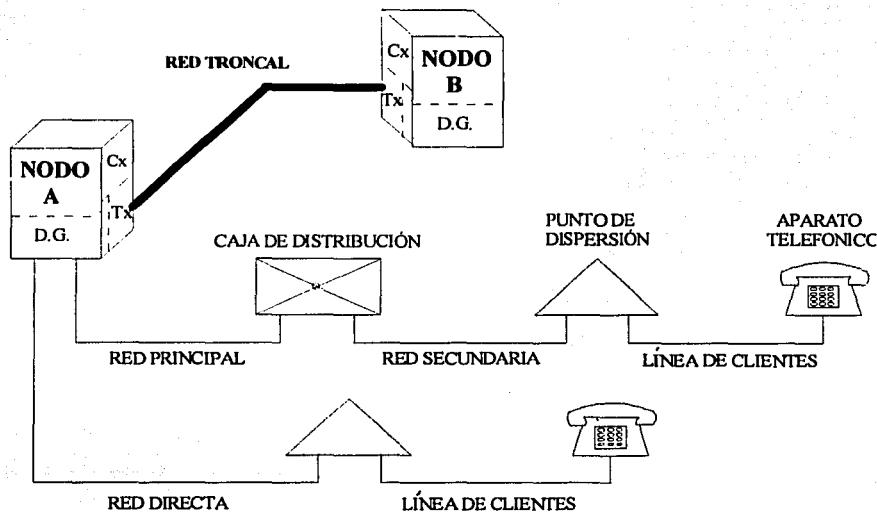 RED TRONCAL
Cx
NODO
B
Tx
D.G.
NODO
A
Cx
Tx
D.G.
CAJA DE DISTRIBUCIÓN
PUNTO DE
DISPERSIÓN
APARATO
TELEFONICO
RED PRINCIPAL
RED SECUNDARIA
LÍNEA DE CLIENTES
RED DIRECTA
LÍNEA DE CLIENTES